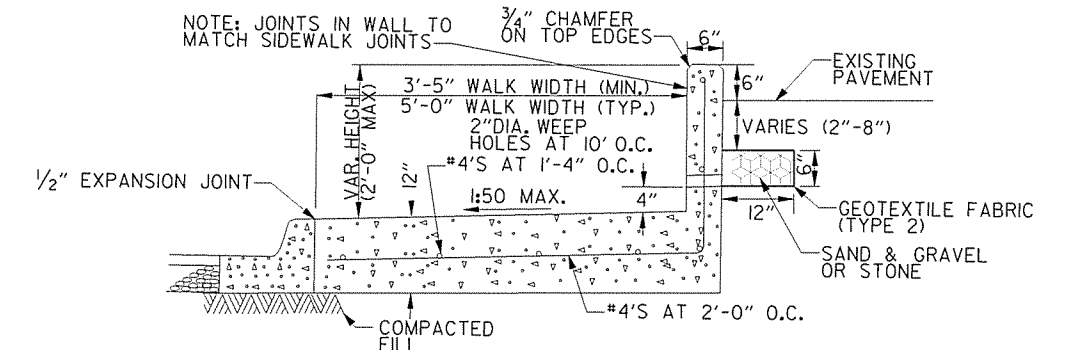 NOTE: JOINTS IN WALL TO
MATCH SIDEWALK JOINTS
3/4" CHAMFER
ON TOP EDGES
6"
EXISTING
PAVEMENT
6"
VAR. HEIGHT
(2'-0" MAX)
3'-5" WALK WIDTH (MIN.)
5'-0" WALK WIDTH (TYP.)
2"DIA. WEEP
HOLES AT 10' O.C.
VARIES (2"-8")
#4'S AT 1'-4" O.C.
12"
6"
1/2" EXPANSION JOINT
1:50 MAX.
4"
12"
GEOTEXTILE FABRIC
(TYPE 2)
SAND & GRAVEL
OR STONE
#4'S AT 2'-0" O.C.
COMPACTED
FILL